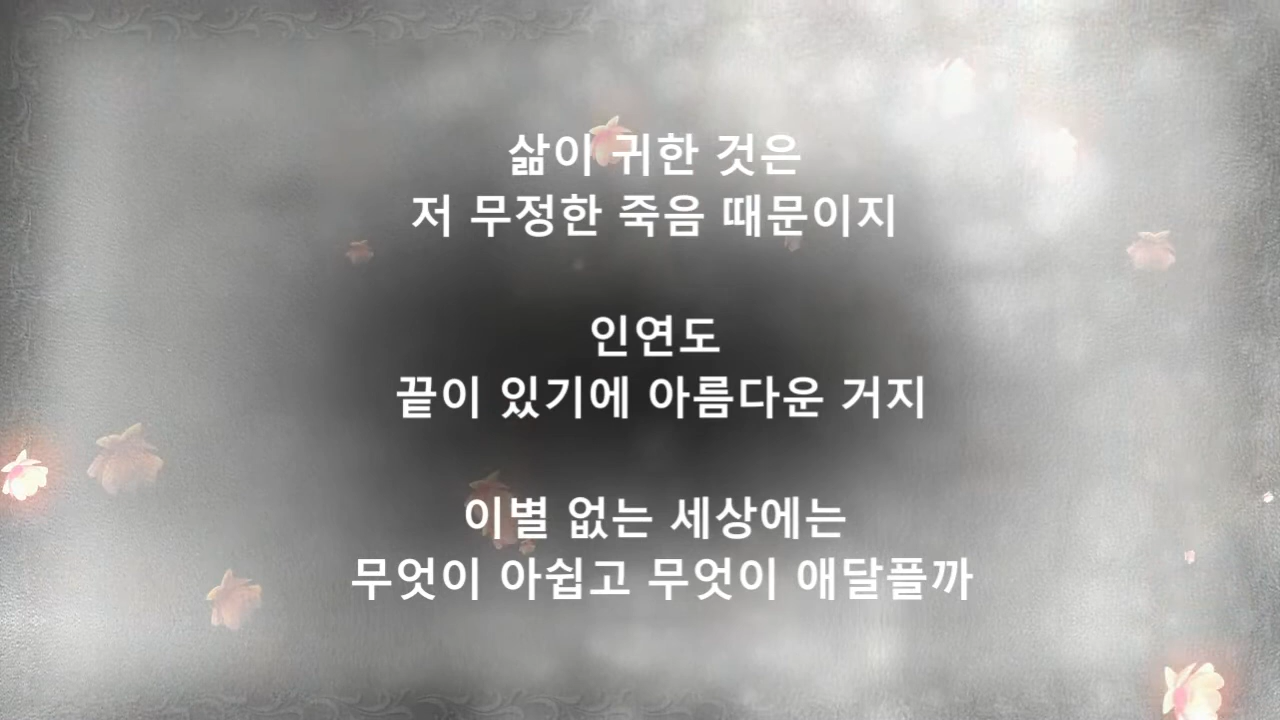 삶이 귀한 것은
저 무정한 죽음 때문이지
인연도
끝이 있기에 아름다운 거지
이별 없는 세상에는
무엇이 아쉽고 무엇이 애달플까